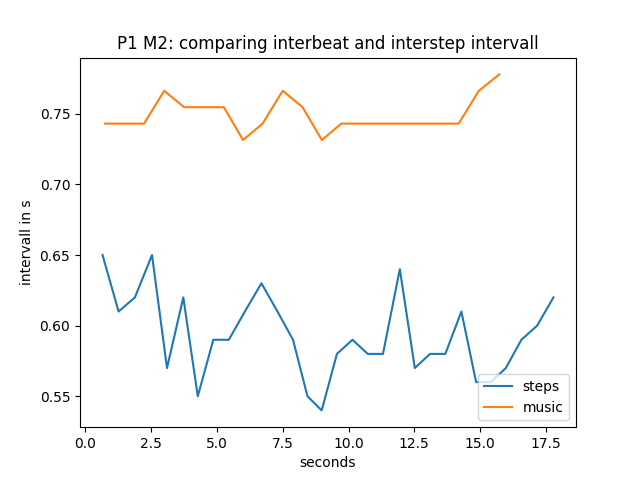 P1 M2: comparing interbeat and interstep intervall
intervall in s
0.75
0.70
0.65
0.60
0.55
0.0 2.5 5.0 7.5 10.0 12.5 15.0 17.5
seconds
steps
music